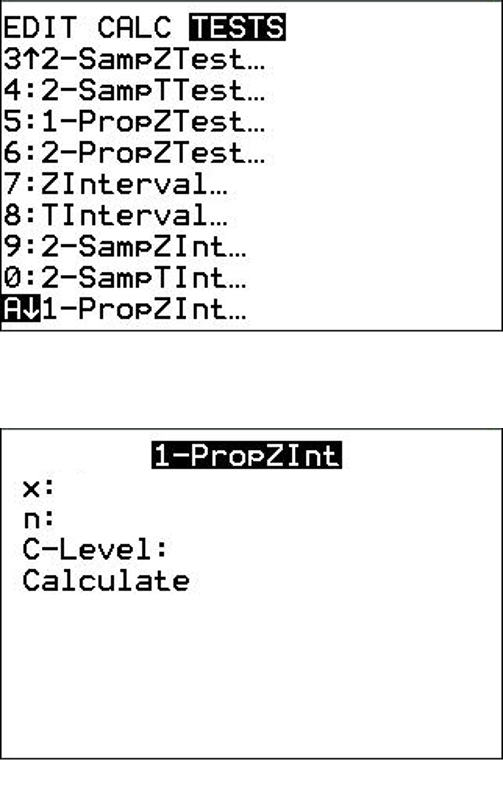 EDIT CALC TESTS
3↑2-SampZTest…
4:2-SampTTest…
5:1-PropZTest…
6:2-PropZTest…
7:ZInterval…
8:TInterval…
9:2-SampZInt…
0:2-SampTInt…
A↓1-PropZInt…
1-PropZInt
x:
n:
C-Level:
Calculate